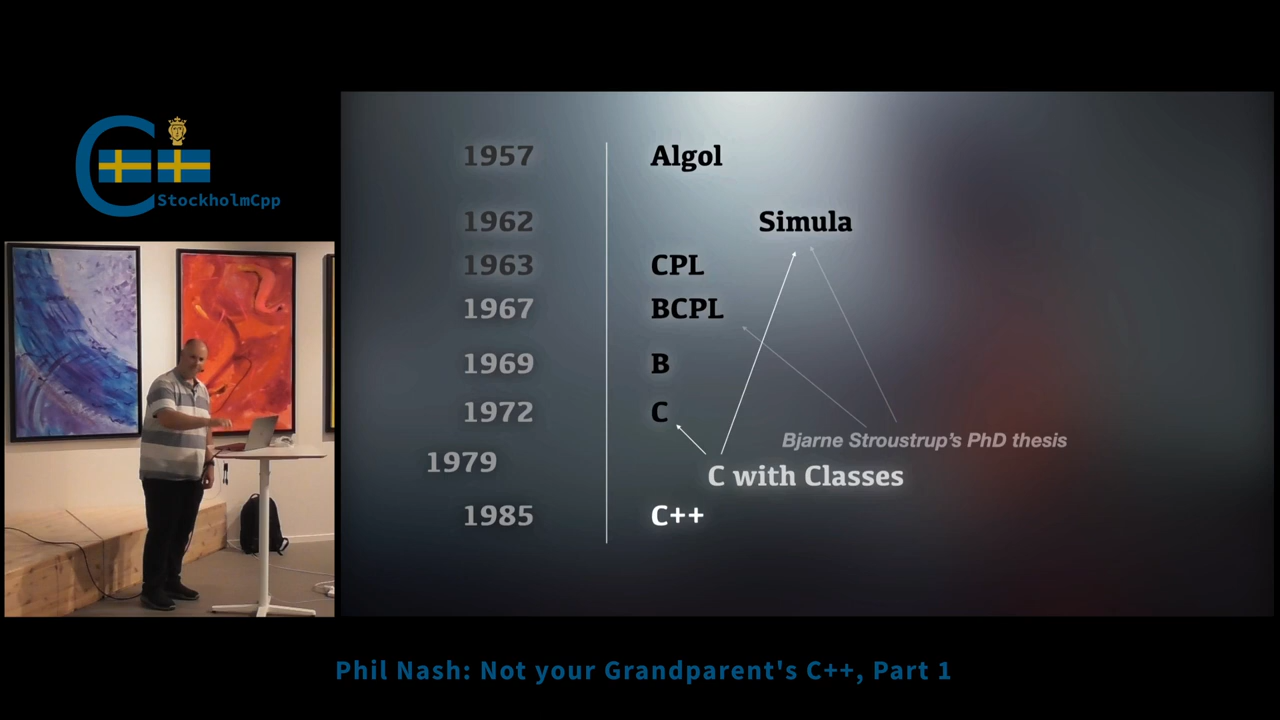 StockholmCpp
1957 Algol
1962 Simula
1963 CPL
1967 BCPL
1969 B
1972 C
Bjarne Stroustrup's PhD thesis
1979 C with Classes
1985 C++
Phil Nash: Not your Grandparent's C++, Part 1